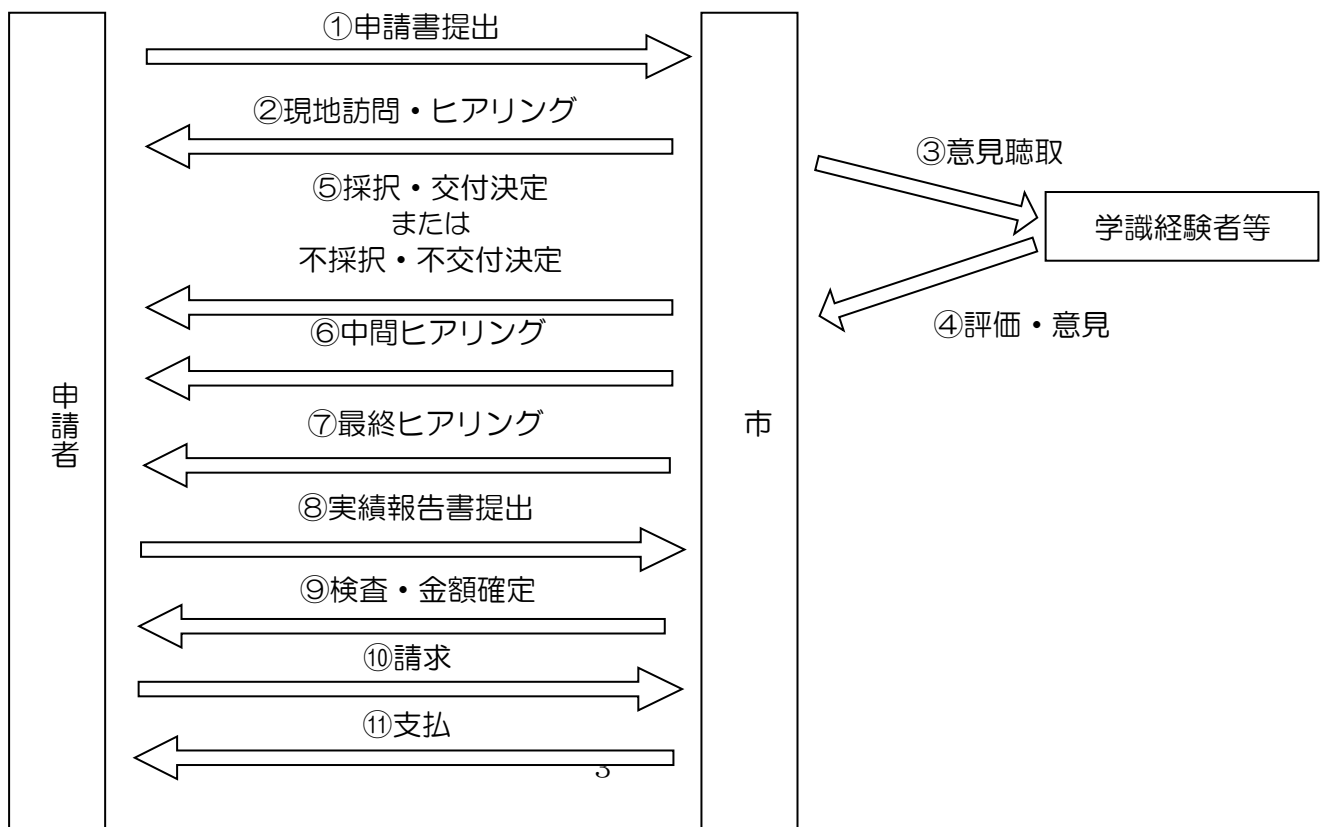 ①申請書提出
②現地訪問・ヒアリング
③意見聴取
学識経験者等
④評価・意見
⑤採択・交付決定
または
不採択・不交付決定
⑥中間ヒアリング
⑦最終ヒアリング
⑧実績報告書提出
⑨検査・金額確定
⑩請求
⑪支払
申請者
市
3